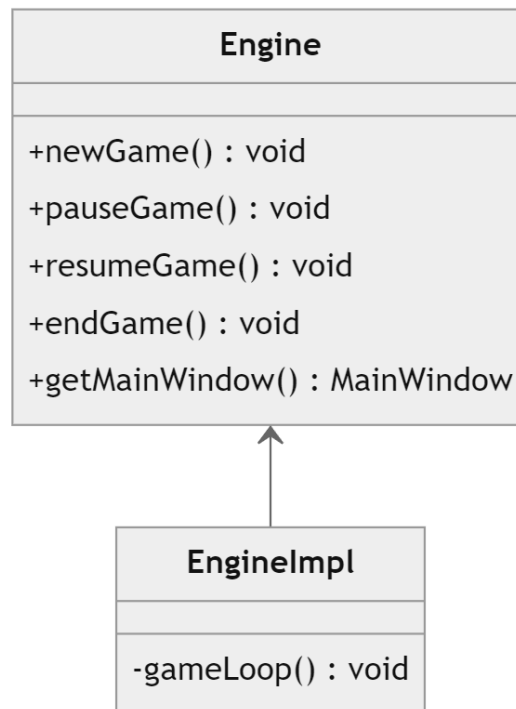 Engine
+newGame() : void
+pauseGame() : void
+resumeGame() : void
+endGame() : void
+getMainWindow() : MainWindow
EngineImpl
-gameLoop() : void